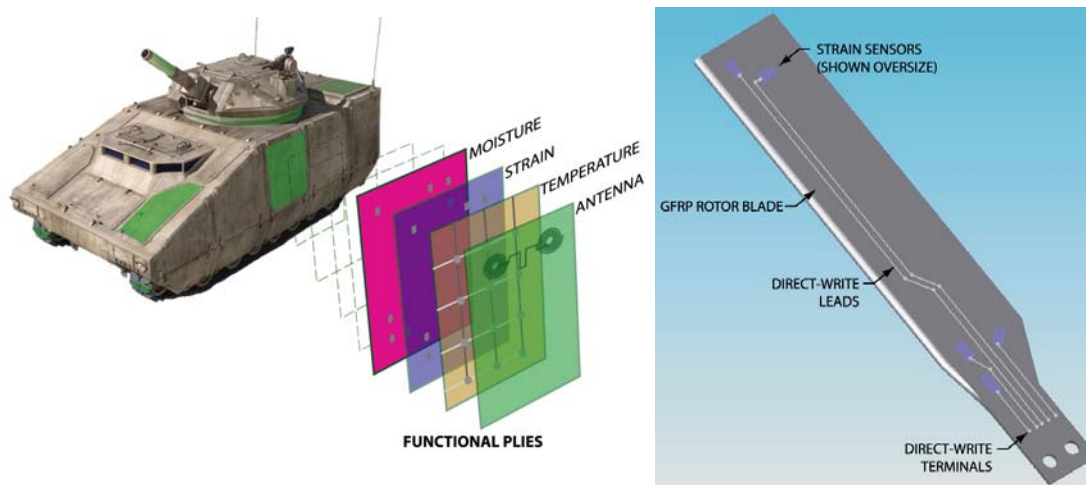 MOISTURE
STRAIN
TEMPERATURE
ANTENNA
FUNCTIONAL PLIES
STRAIN SENSORS
(SHOWN OVERSIZE)
GFRP ROTOR BLADE
DIRECT-WRITE
LEADS
DIRECT-WRITE
TERMINALS